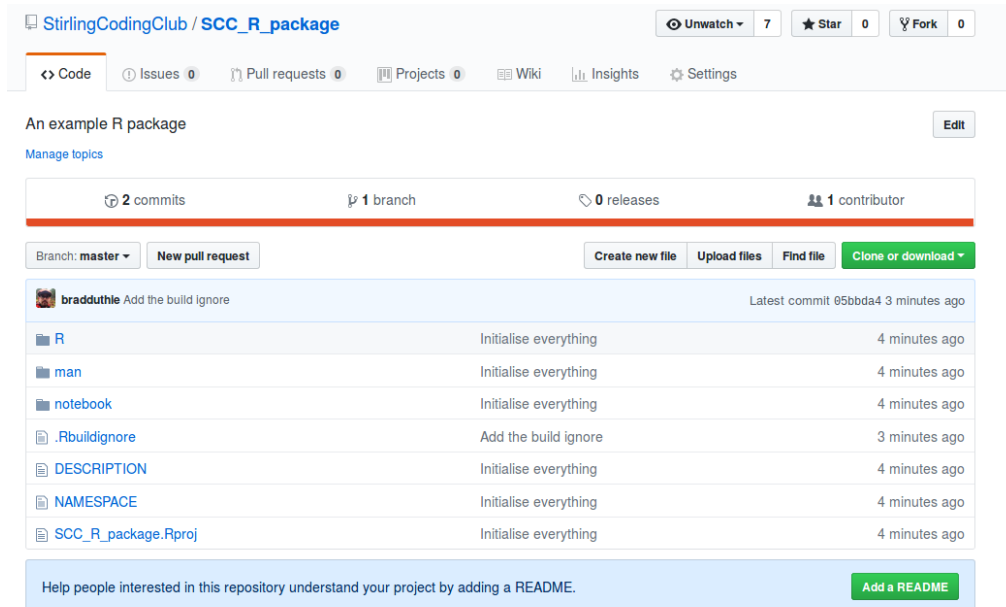 StirlingCodingClub / SCC_R_package Unwatch 7 Star 0 Fork 0
Code Issues 0 Pull requests 0 Projects 0 Wiki Insights Settings
An example R package Edit
Manage topics
2 commits 1 branch 0 releases 1 contributor
Branch: master New pull request Create new file Upload files Find file Clone or download
bradduthie Add the build ignore Latest commit 05bbda4 3 minutes ago
R Initialise everything 4 minutes ago
man Initialise everything 4 minutes ago
notebook Initialise everything 4 minutes ago
.Rbuildignore Add the build ignore 3 minutes ago
DESCRIPTION Initialise everything 4 minutes ago
NAMESPACE Initialise everything 4 minutes ago
SCC_R_package.Rproj Initialise everything 4 minutes ago
Help people interested in this repository understand your project by adding a README. Add a README